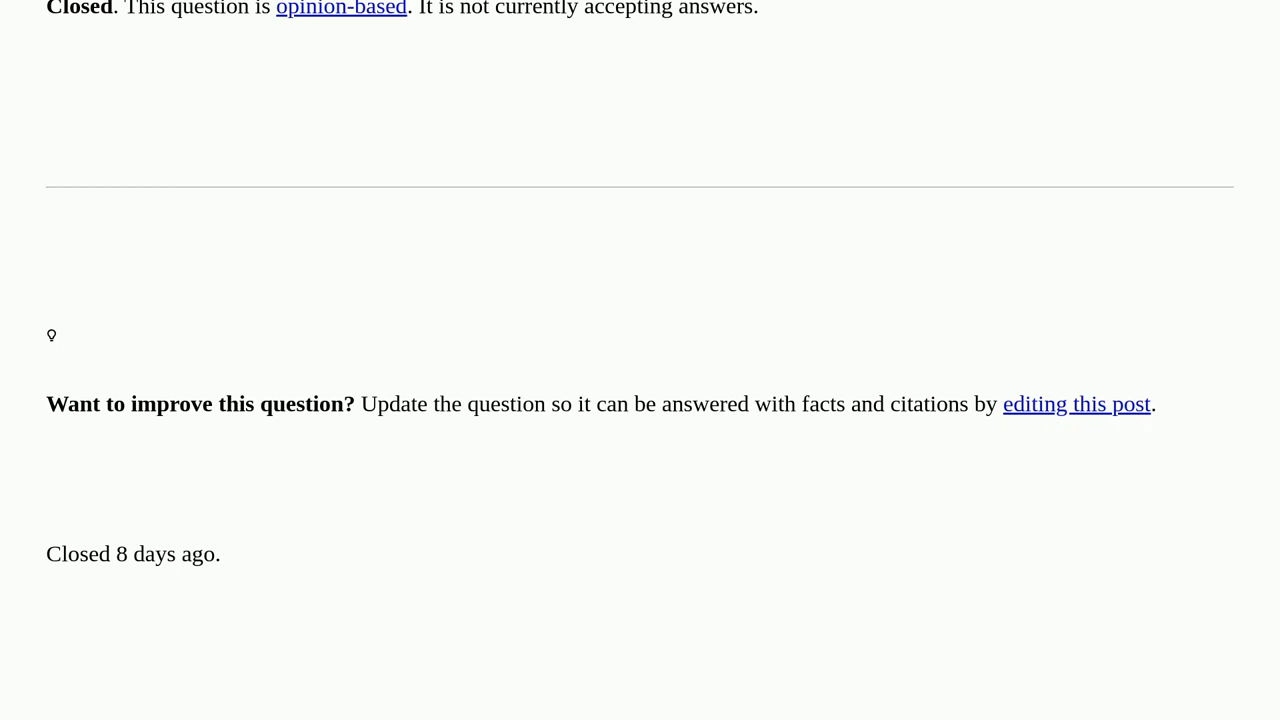 Closed. This question is opinion-based. It is not currently accepting answers.
Want to improve this question? Update the question so it can be answered with facts and citations by editing this post.
Closed 8 days ago.